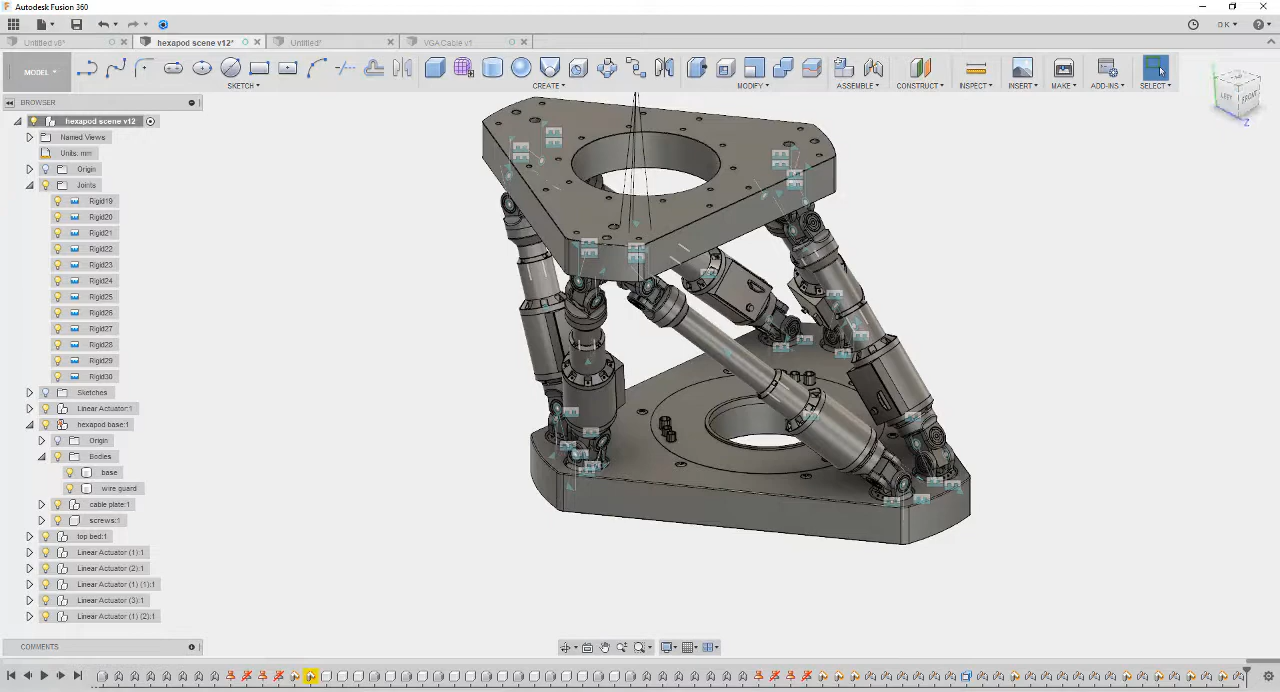 Autodesk Fusion 360
OK
Untitled v6*
hexapod scene v12*
Untitled*
VGA Cable v1
MODEL
SKETCH
CREATE
MODIFY
ASSEMBLE
CONSTRUCT
INSPECT
INSERT
MAKE
ADD-INS
SELECT
LEFT
FRONT
Z
BROWSER
hexapod scene v12
Named Views
Units: mm
Origin
Joints
Rigid19
Rigid20
Rigid21
Rigid22
Rigid23
Rigid24
Rigid25
Rigid26
Rigid27
Rigid28
Rigid29
Rigid30
Sketches
Linear Actuator:1
hexapod base:1
Origin
Bodies
base
wire guard
cable plate:1
screws:1
top bed:1
Linear Actuator (1):1
Linear Actuator (2):1
Linear Actuator (1) (1):1
Linear Actuator (3):1
Linear Actuator (1) (2):1
COMMENTS